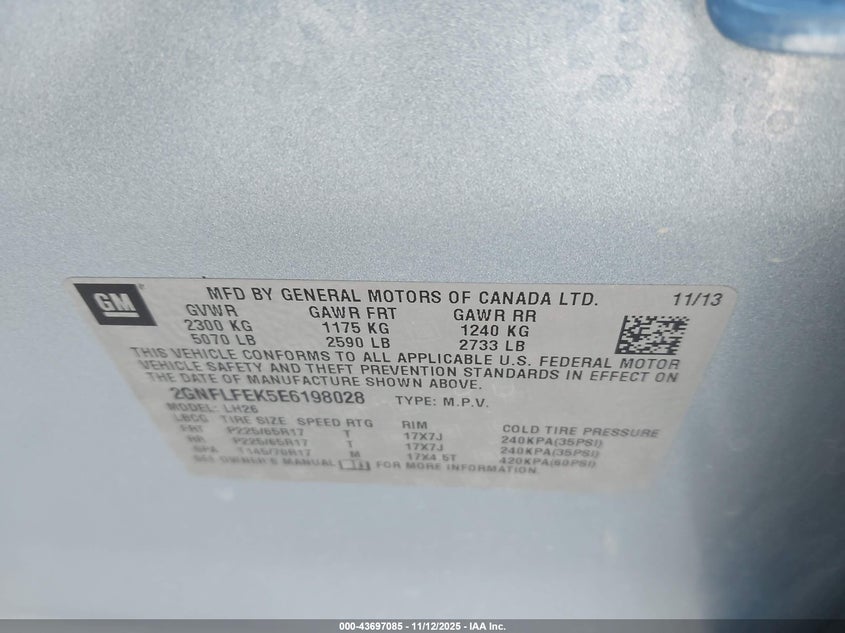 GM
MFD BY GENERAL MOTORS OF CANADA LTD. 11/13
GVWR GAWR FRT GAWR RR
2300 KG 1175 KG 1240 KG
5070 LB 2590 LB 2733 LB
THIS VEHICLE CONFORMS TO ALL APPLICABLE U.S. FEDERAL MOTOR
VEHICLE SAFETY AND THEFT PREVENTION STANDARDS IN EFFECT ON
THE DATE OF MANUFACTURE SHOWN ABOVE.
2GNFLFEK5E6198028 TYPE: M.P.V.
MODEL: LH26
LBCG TIRE SIZE SPEED RTG RIM COLD TIRE PRESSURE
FRT P225/65R17 T 17X7J 240KPA(35PSI)
RR P225/65R17 T 17X7J 240KPA(35PSI)
SPA T145/70R17 M 17X4.5T 420KPA(60PSI)
SEE OWNER'S MANUAL FOR MORE INFORMATION
000-43697085 - 11/12/2025 - IAA Inc.